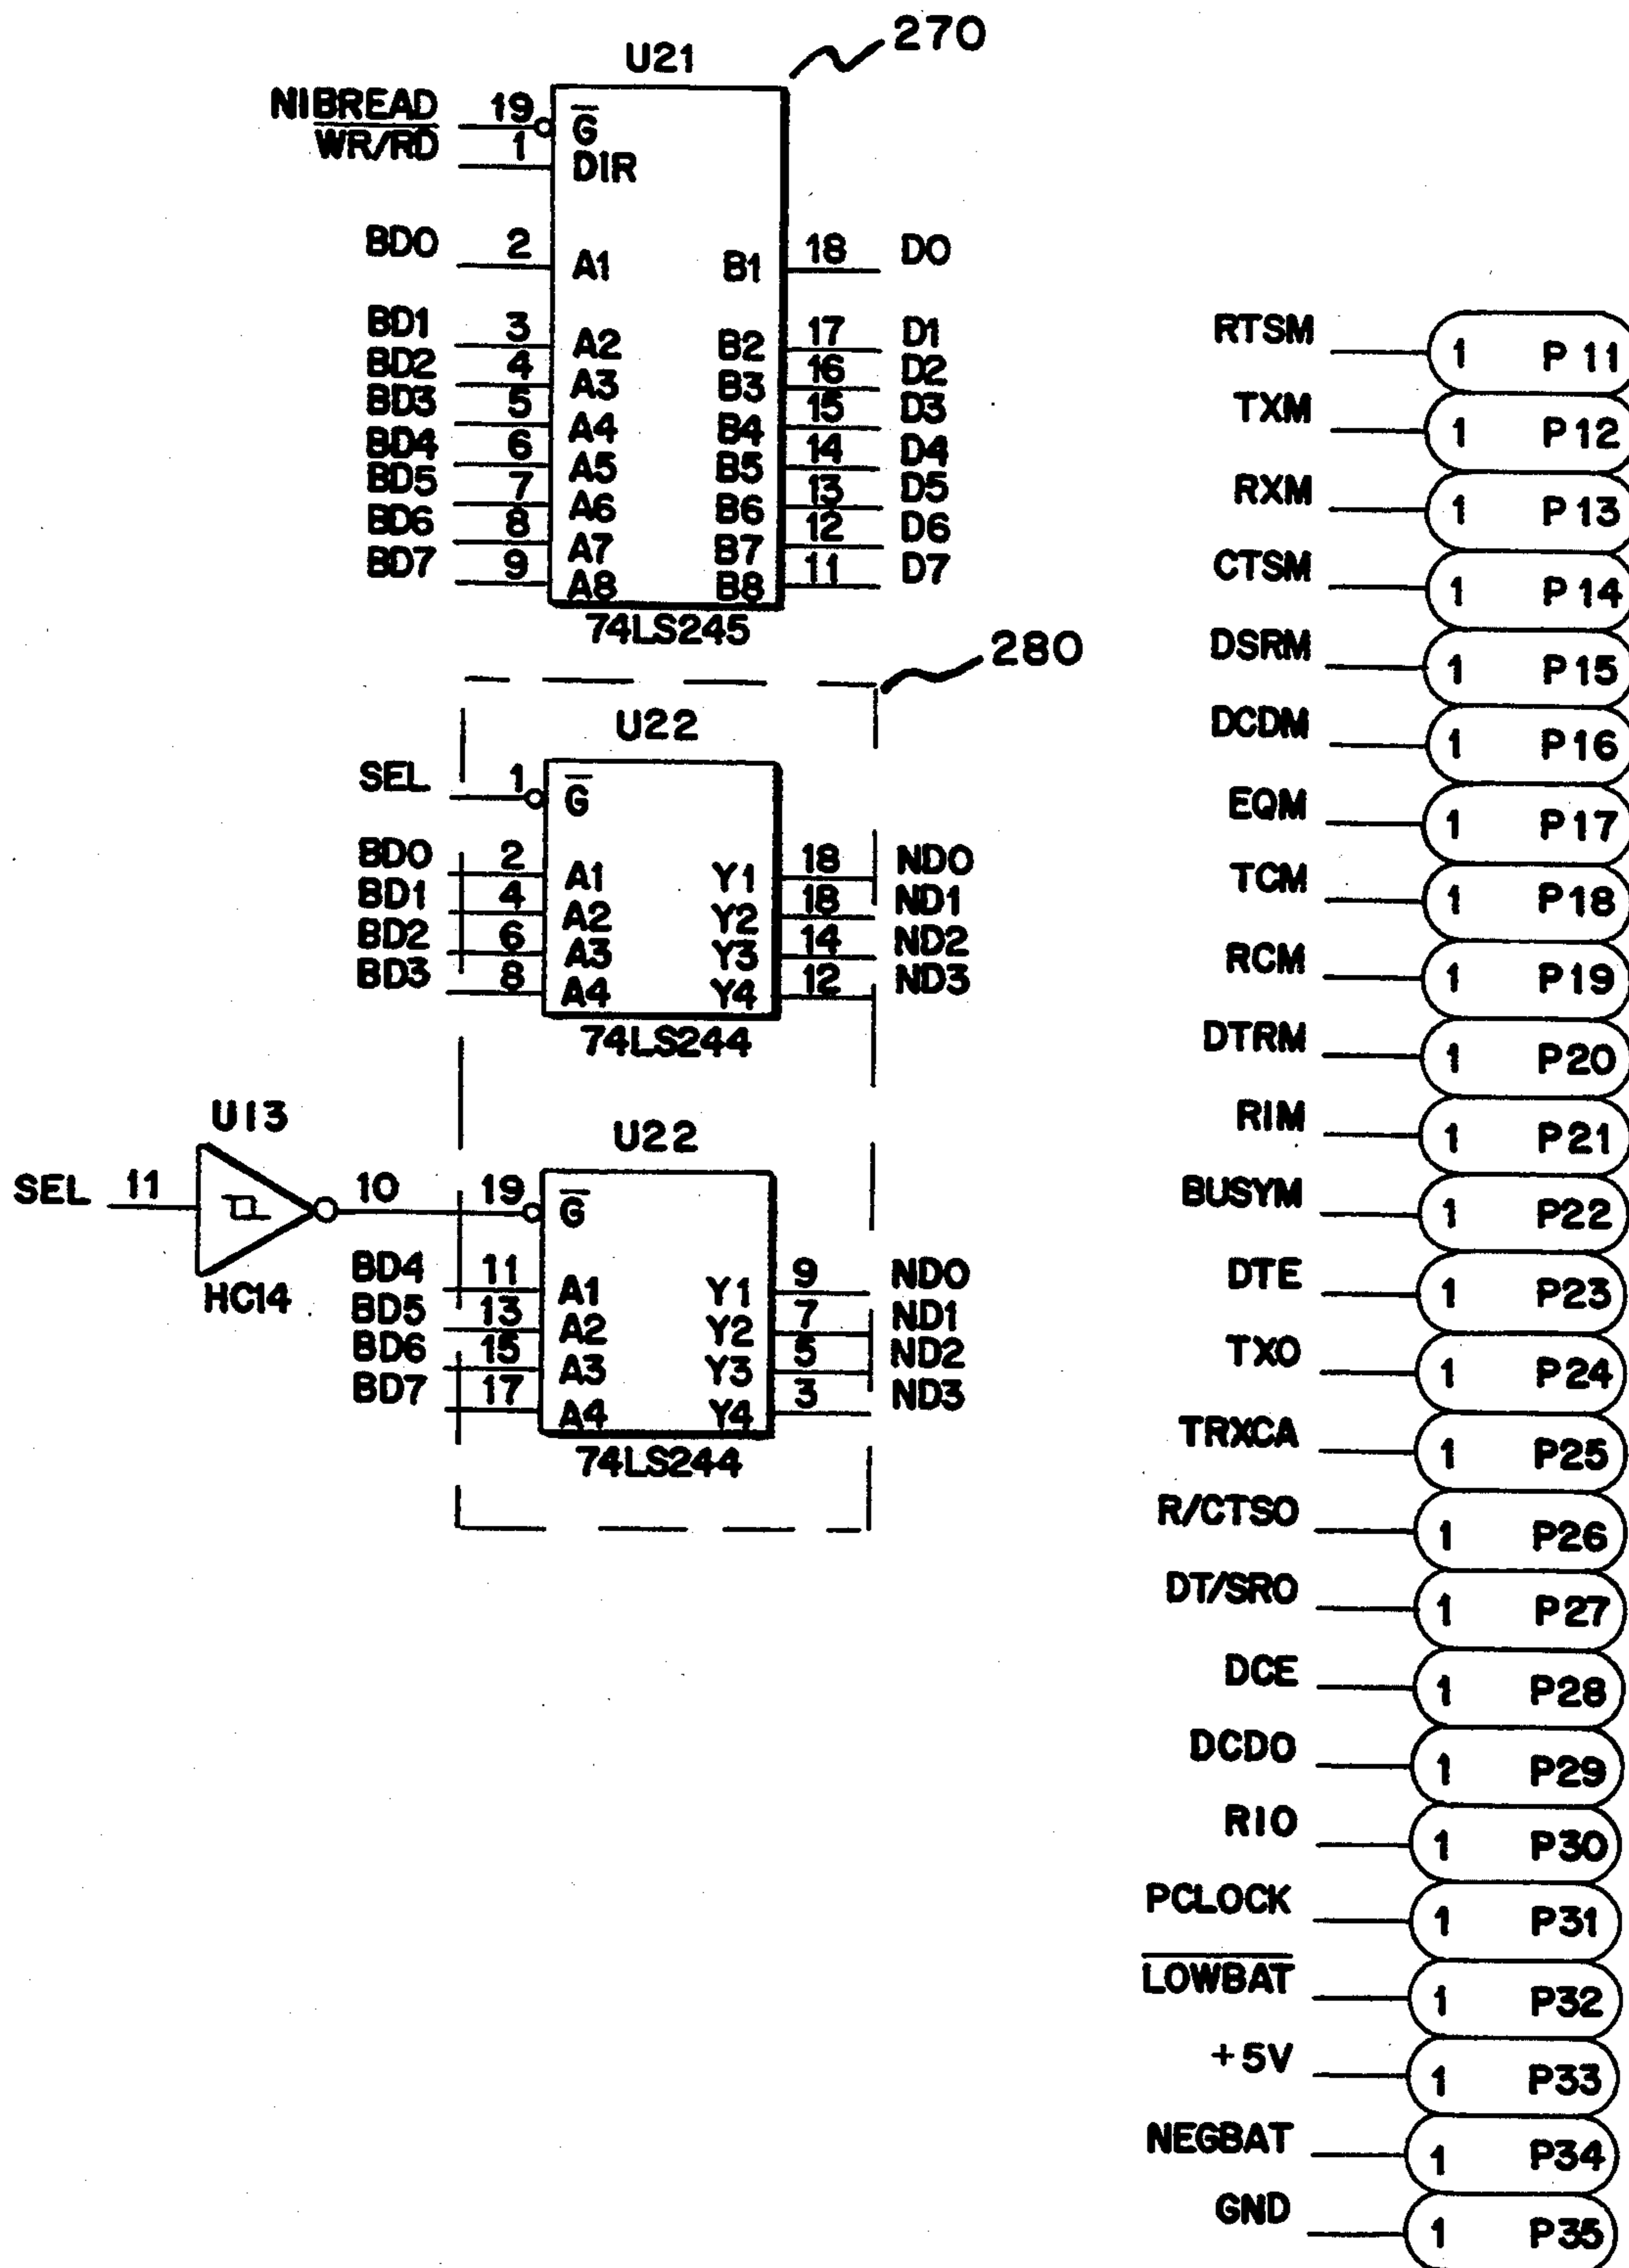 270
U21
NIBREAD 19 G
WR/RD 1 DIR
BD0 2 A1 B1 18 D0
BD1 3 A2 B2 17 D1
BD2 4 A3 B3 16 D2
BD3 5 A4 B4 15 D3
BD4 6 A5 B5 14 D4
BD5 7 A6 B6 13 D5
BD6 8 A7 B7 12 D6
BD7 9 A8 B8 11 D7
74LS245
280
U22
SEL 1 G
BD0 2 A1 Y1 18 ND0
BD1 4 A2 Y2 18 ND1
BD2 6 A3 Y3 14 ND2
BD3 8 A4 Y4 12 ND3
74LS244
U13
SEL 11 10
HC14
U22
19 G
BD4 11 A1 Y1 9 ND0
BD5 13 A2 Y2 7 ND1
BD6 15 A3 Y3 5 ND2
BD7 17 A4 Y4 3 ND3
74LS244
RTSM 1 P11
TXM 1 P12
RXM 1 P13
CTSM 1 P14
DSRM 1 P15
DCDM 1 P16
EQM 1 P17
TCM 1 P18
RCM 1 P19
DTRM 1 P20
RIM 1 P21
BUSYM 1 P22
DTE 1 P23
TXO 1 P24
TRXCA 1 P25
R/CTSO 1 P26
DT/SRO 1 P27
DCE 1 P28
DCDO 1 P29
RIO 1 P30
PCLOCK 1 P31
LOWBAT 1 P32
+5V 1 P33
NEGBAT 1 P34
GND 1 P35